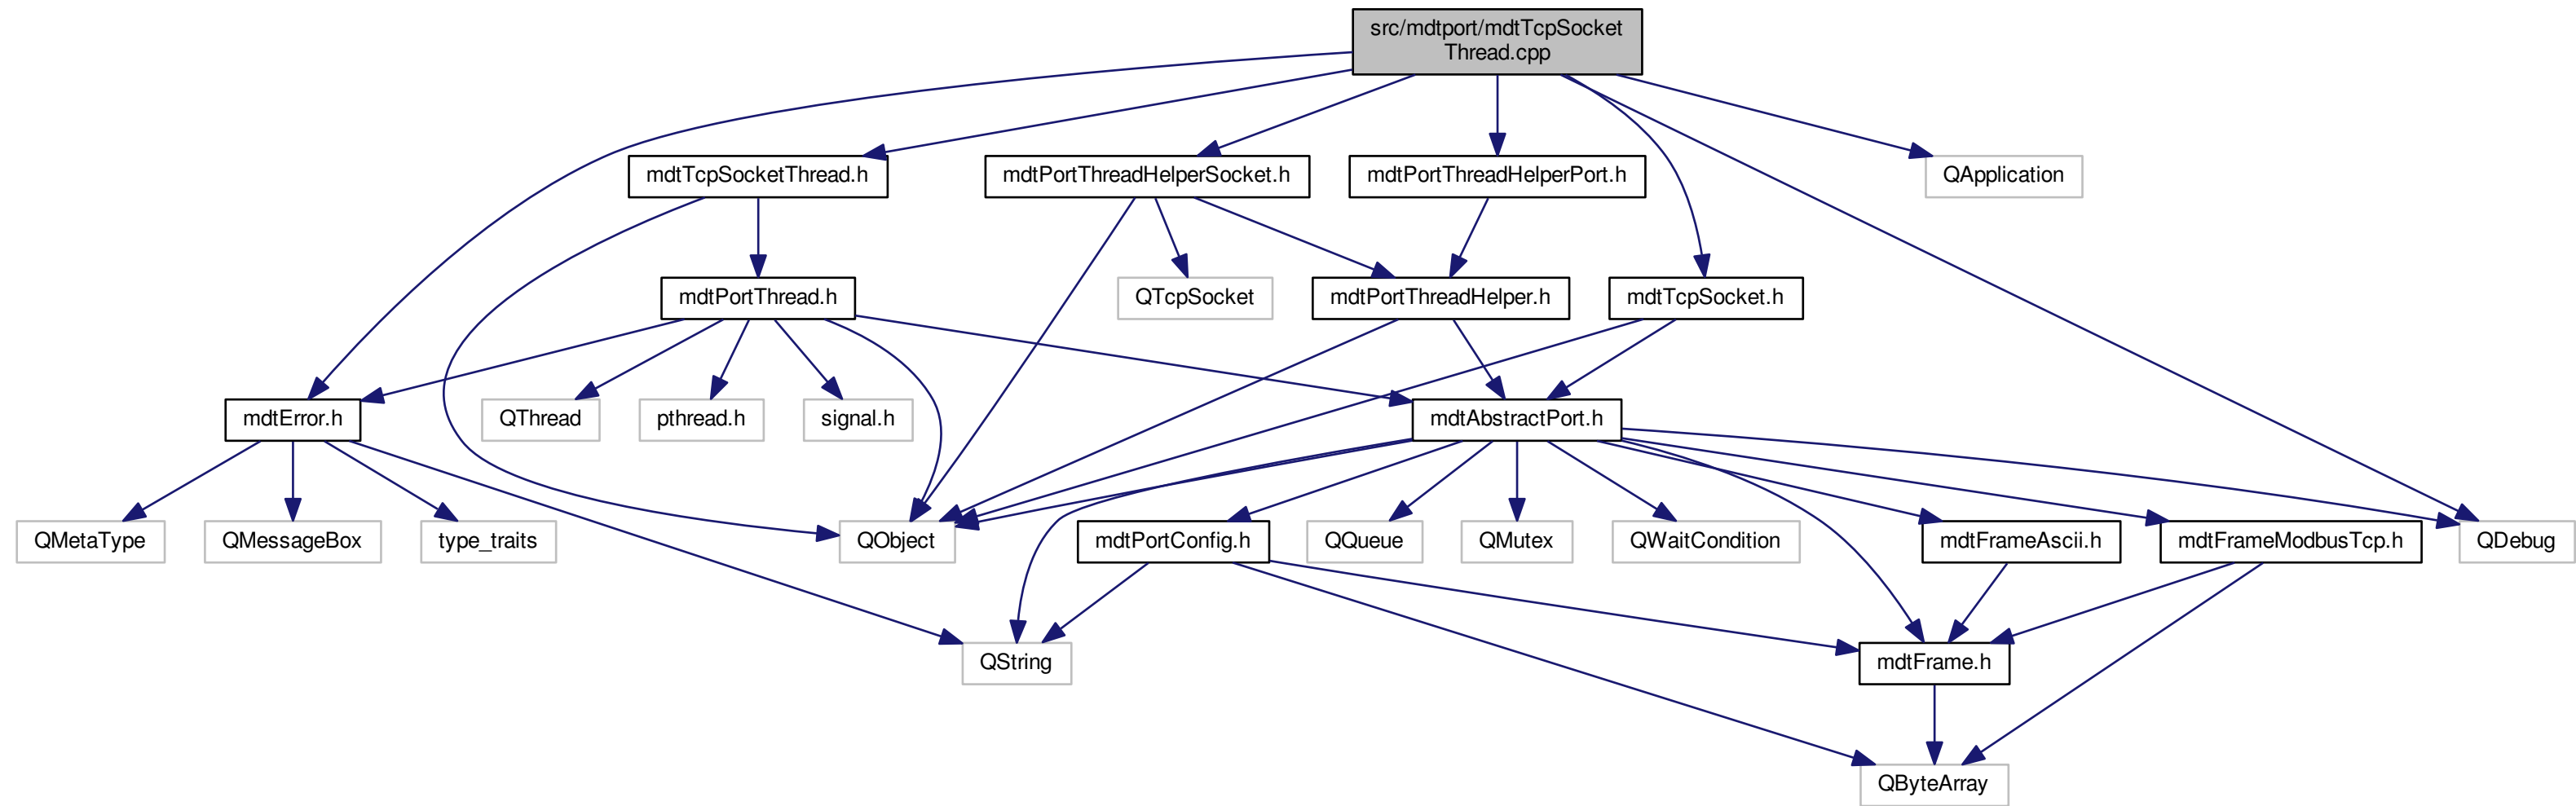 src/mdtport/mdtTcpSocket
Thread.cpp
mdtTcpSocketThread.h
mdtPortThreadHelperSocket.h
mdtPortThreadHelperPort.h
QApplication
mdtPortThread.h
QTcpSocket
mdtPortThreadHelper.h
mdtTcpSocket.h
mdtError.h
QThread
pthread.h
signal.h
mdtAbstractPort.h
QMetaType
QMessageBox
type_traits
QObject
mdtPortConfig.h
QQueue
QMutex
QWaitCondition
mdtFrameAscii.h
mdtFrameModbusTcp.h
QDebug
QString
mdtFrame.h
QByteArray